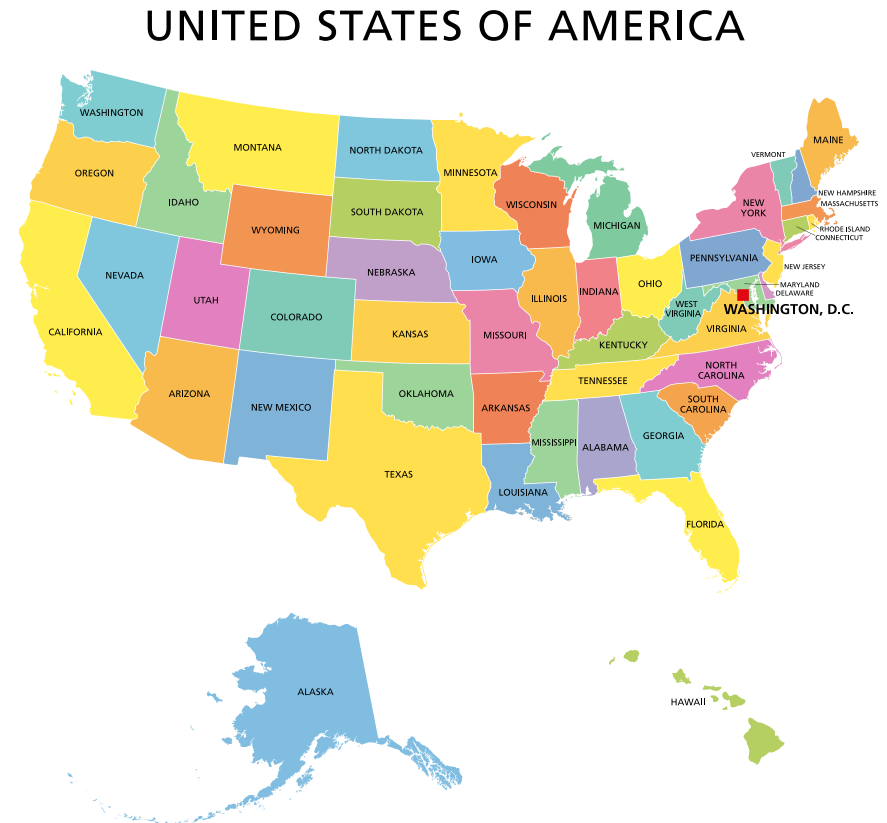 UNITED STATES OF AMERICA
WASHINGTON
OREGON
IDAHO
MONTANA
NORTH DAKOTA
MINNESOTA
SOUTH DAKOTA
WYOMING
WISCONSIN
MICHIGAN
MAINE
VERMONT
NEW HAMPSHIRE
MASSACHUSETTS
NEW
YORK
RHODE ISLAND
CONNECTICUT
NEVADA
UTAH
NEBRASKA
IOWA
ILLINOIS
INDIANA
OHIO
PENNSYLVANIA
NEW JERSEY
MARYLAND
DELAWARE
WASHINGTON, D.C.
WEST
VIRGINIA
VIRGINIA
CALIFORNIA
COLORADO
KANSAS
MISSOURI
KENTUCKY
NORTH
CAROLINA
TENNESSEE
SOUTH
CAROLINA
ARIZONA
NEW MEXICO
OKLAHOMA
ARKANSAS
MISSISSIPPI
ALABAMA
GEORGIA
TEXAS
LOUISIANA
FLORIDA
ALASKA
HAWAII